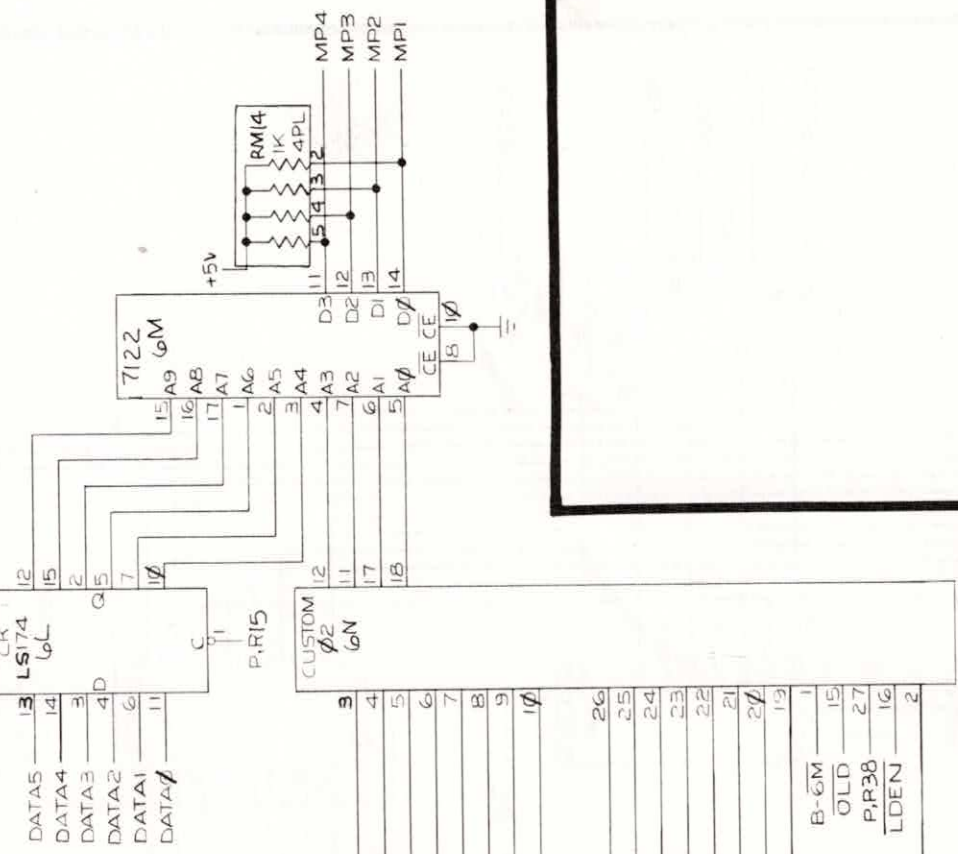 MP4
MP3
MP2
MP1
RM14
1K
4PL
5 4 3 2
+5V
11
12
13
14
7122
6M
D3
D2
D1
DØ
CE 8
CE 1Ø
A9
A8
A7
A6
A5
A4
A3
A2
A1
AØ
15
16
17
1
2
3
4
7
6
5
12
15
2
5
7
1Ø
LS174
6L
D
Q
C
1
P.R15
13
14
3
4
6
11
DATA5
DATA4
DATA3
DATA2
DATA1
DATAØ
12
11
17
18
CUSTOM
Ø2
6N
3
4
5
6
7
8
9
1Ø
26
25
24
23
22
21
2Ø
19
1
15
27
16
2
B-6M
OLD
P.R38
LDEN